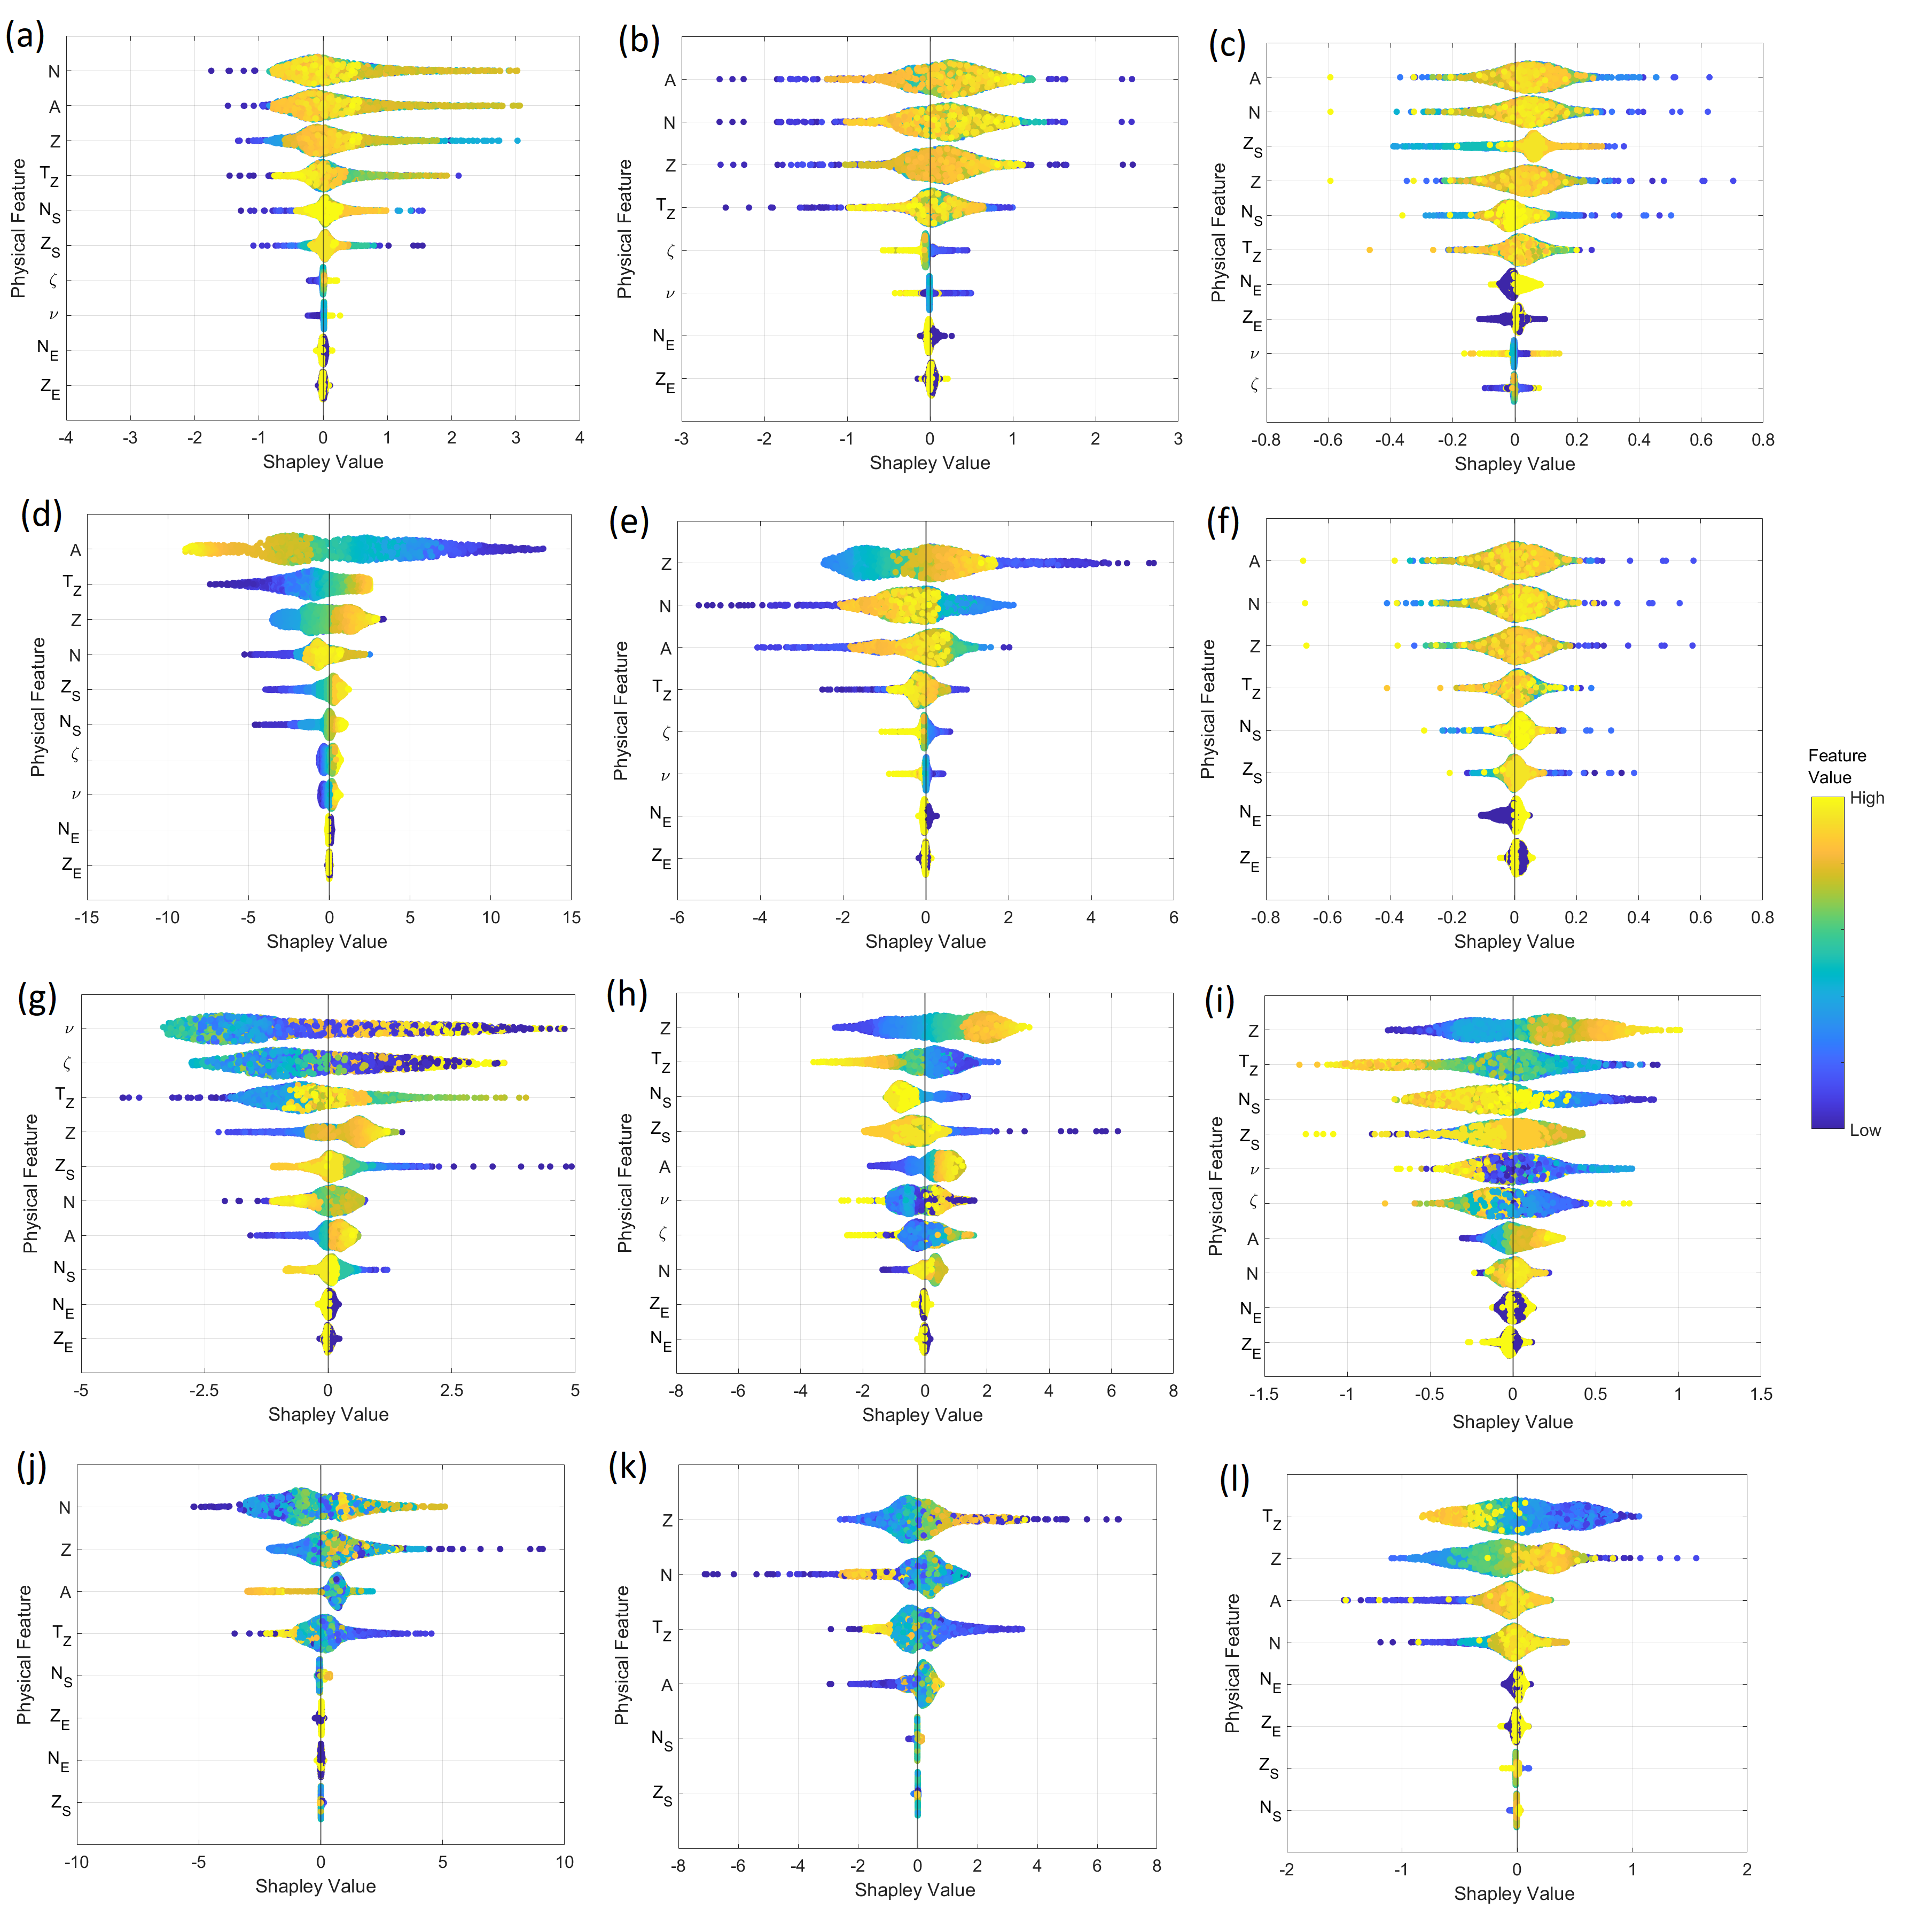 (a)
N
A
Z
T_Z
N_S
Z_S
ζ
ν
N_E
Z_E
Physical Feature
-4 -3 -2 -1 0 1 2 3 4
Shapley Value
(b)
A
N
Z
T_Z
ζ
ν
N_E
Z_E
Physical Feature
-3 -2 -1 0 1 2 3
Shapley Value
(c)
A
N
Z_S
Z
N_S
T_Z
N_E
Z_E
ν
ζ
Physical Feature
-0.8 -0.6 -0.4 -0.2 0 0.2 0.4 0.6 0.8
Shapley Value
(d)
A
T_Z
Z
N
Z_S
N_S
ζ
ν
N_E
Z_E
Physical Feature
-15 -10 -5 0 5 10 15
Shapley Value
(e)
Z
N
A
T_Z
ζ
ν
N_E
Z_E
Physical Feature
-6 -4 -2 0 2 4 6
Shapley Value
(f)
A
N
Z
T_Z
N_S
Z_S
N_E
Z_E
Physical Feature
-0.8 -0.6 -0.4 -0.2 0 0.2 0.4 0.6 0.8
Shapley Value
Feature
Value
High
Low
(g)
ν
ζ
T_Z
Z
Z_S
N
A
N_S
N_E
Z_E
Physical Feature
-5 -2.5 0 2.5 5
Shapley Value
(h)
Z
T_Z
N_S
Z_S
A
ν
ζ
N
Z_E
N_E
Physical Feature
-8 -6 -4 -2 0 2 4 6 8
Shapley Value
(i)
Z
T_Z
N_S
Z_S
ν
ζ
A
N
N_E
Z_E
Physical Feature
-1.5 -1 -0.5 0 0.5 1 1.5
Shapley Value
(j)
N
Z
A
T_Z
N_S
Z_E
N_E
Z_S
Physical Feature
-10 -5 0 5 10
Shapley Value
(k)
Z
N
T_Z
A
N_S
Z_S
Physical Feature
-8 -6 -4 -2 0 2 4 6 8
Shapley Value
(l)
T_Z
Z
A
N
N_E
Z_E
Z_S
N_S
Physical Feature
-2 -1 0 1 2
Shapley Value